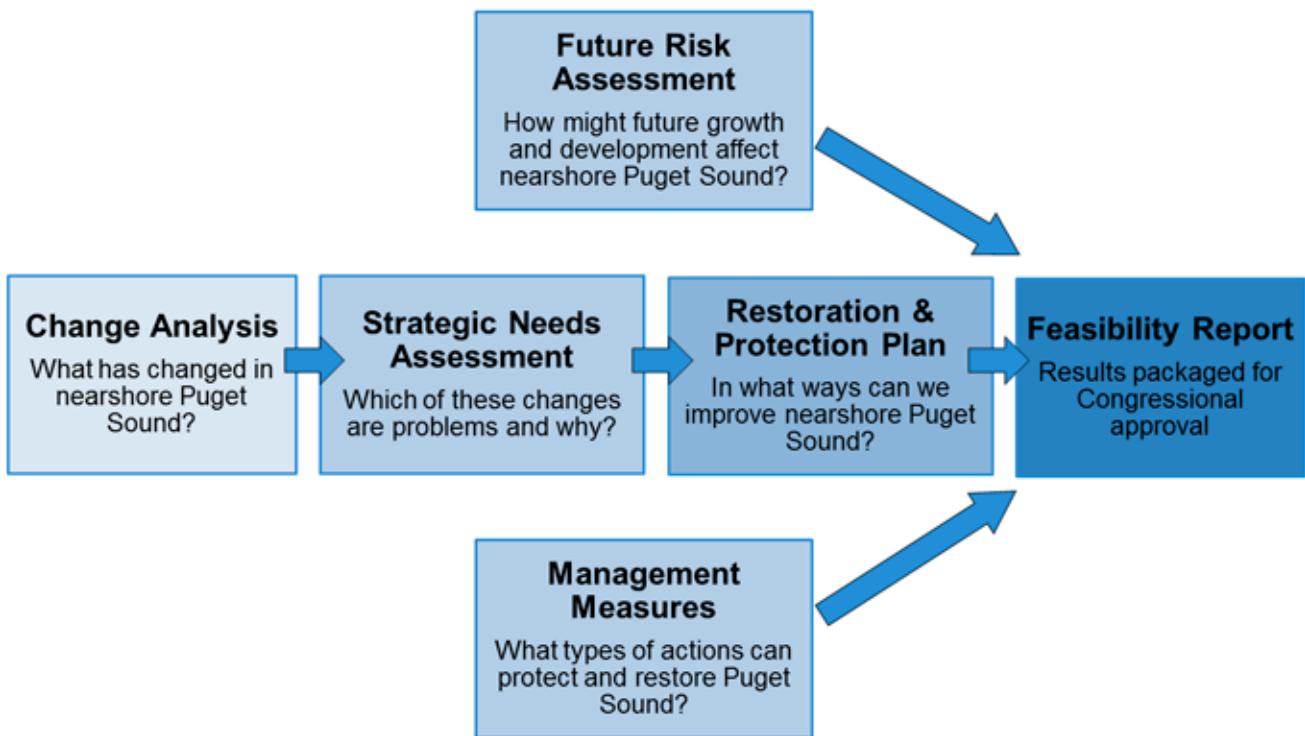 Future Risk
Assessment
How might future growth
and development affect
nearshore Puget Sound?
Change Analysis
What has changed in
nearshore Puget
Sound?
Strategic Needs
Assessment
Which of these changes
are problems and why?
Restoration &
Protection Plan
In what ways can we
improve nearshore Puget
Sound?
Feasibility Report
Results packaged for
Congressional
approval
Management
Measures
What types of actions can
protect and restore Puget
Sound?